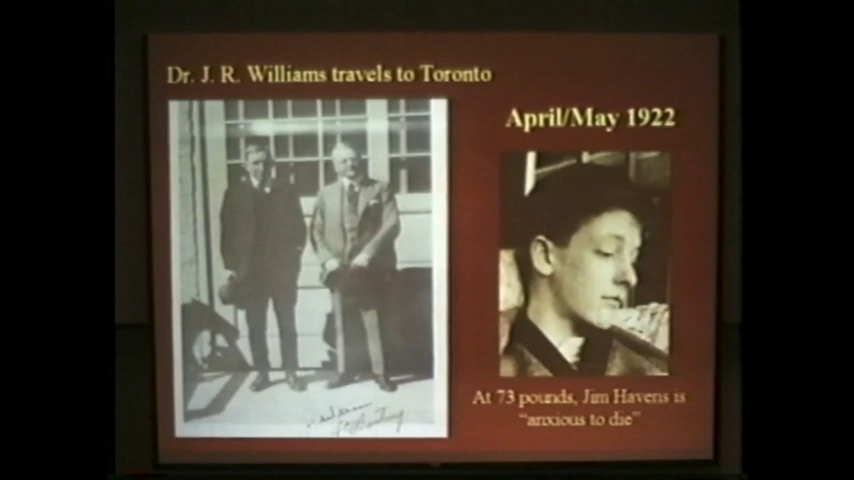 Dr. J. R. Williams travels to Toronto
April/May 1922
At 73 pounds, Jim Havens is
“anxious to die”